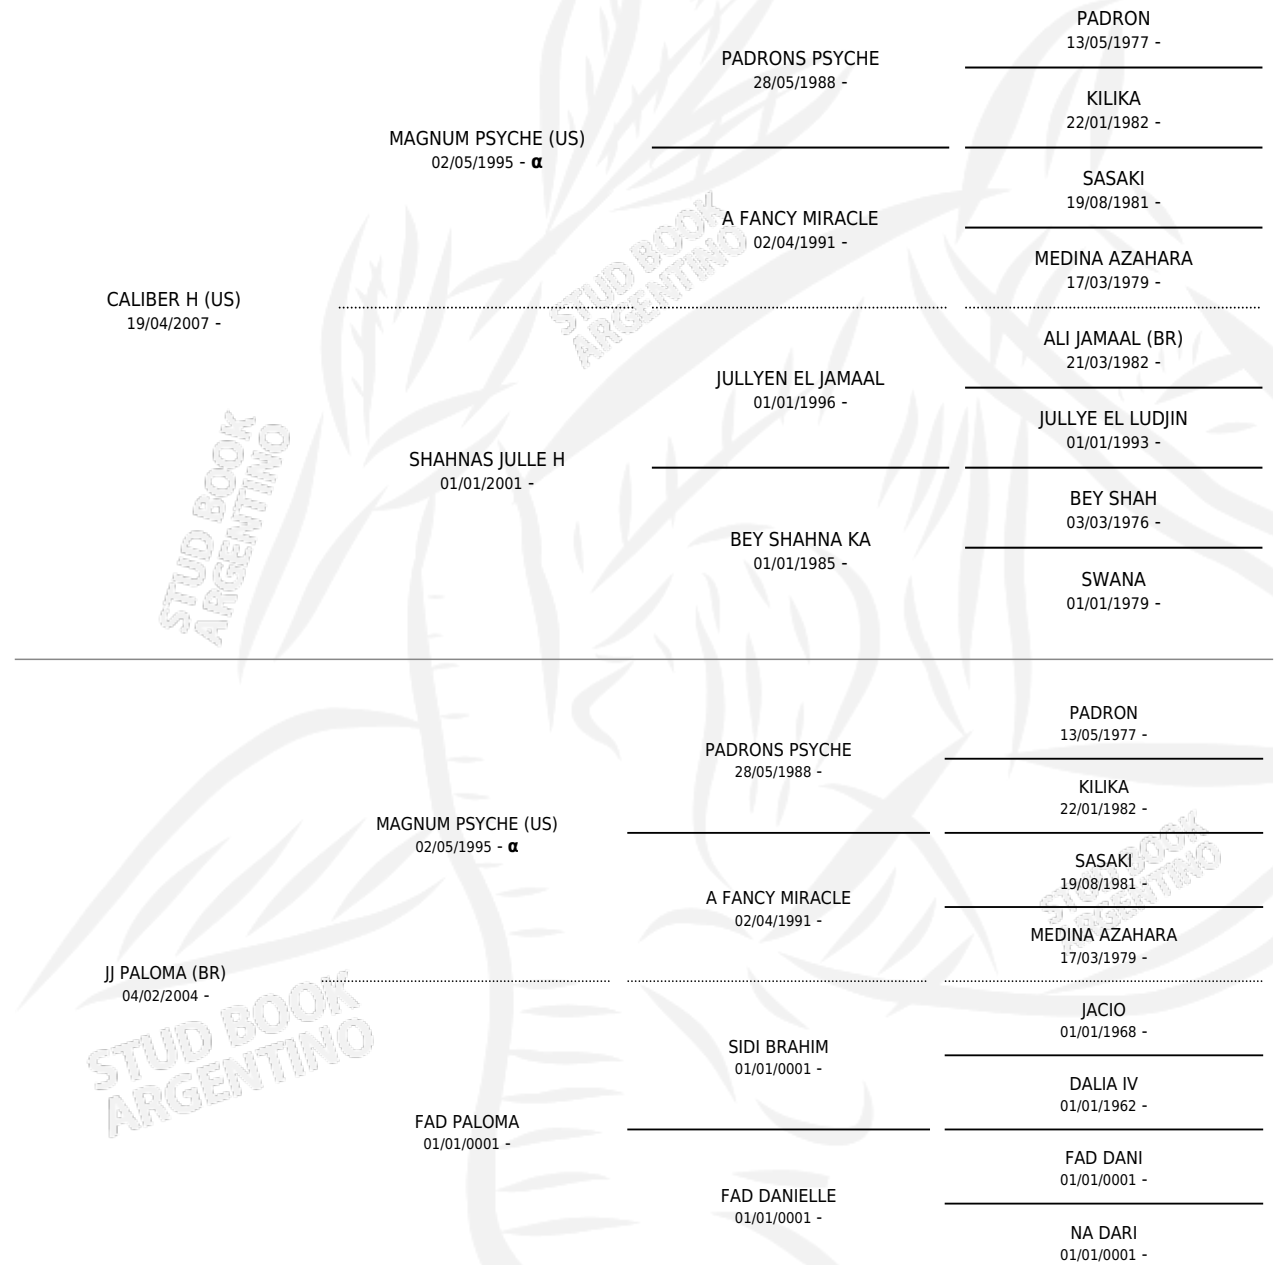 PADRON
13/05/1977 -
PADRONS PSYCHE
28/05/1988 -
KILIKA
22/01/1982 -
MAGNUM PSYCHE (US)
02/05/1995 - α
SASAKI
19/08/1981 -
A FANCY MIRACLE
02/04/1991 -
MEDINA AZAHARA
17/03/1979 -
STUD BOOK
ARGENTINO
CALIBER H (US)
19/04/2007 -
ALI JAMAAL (BR)
21/03/1982 -
JULLYEN EL JAMAAL
01/01/1996 -
JULLYE EL LUDJIN
01/01/1993 -
SHAHNAS JULLE H
01/01/2001 -
BEY SHAH
03/03/1976 -
BEY SHAHNA KA
01/01/1985 -
SWANA
01/01/1979 -
STUD BOOK
ARGENTINO
PADRON
13/05/1977 -
PADRONS PSYCHE
28/05/1988 -
KILIKA
22/01/1982 -
MAGNUM PSYCHE (US)
02/05/1995 - α
SASAKI
19/08/1981 -
A FANCY MIRACLE
02/04/1991 -
MEDINA AZAHARA
17/03/1979 -
STUD BOOK
ARGENTINO
JJ PALOMA (BR)
04/02/2004 -
JACIO
01/01/1968 -
SIDI BRAHIM
01/01/0001 -
DALIA IV
01/01/1962 -
STUD BOOK
ARGENTINO
FAD PALOMA
01/01/0001 -
FAD DANI
01/01/0001 -
FAD DANIELLE
01/01/0001 -
NA DARI
01/01/0001 -